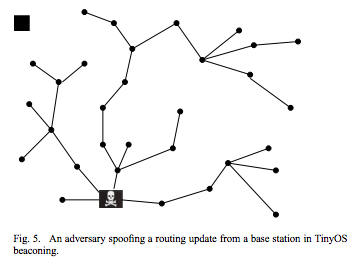 Fig. 5. An adversary spoofing a routing update from a base station in TinyOS
beaconing.